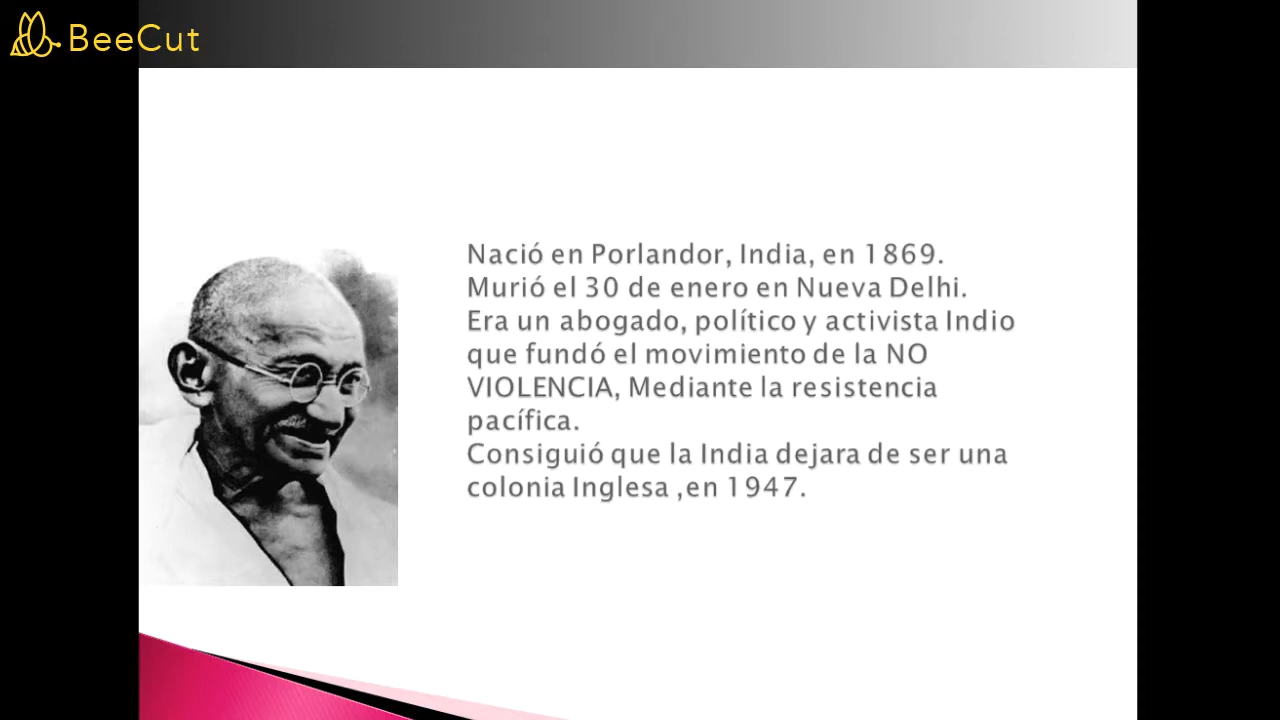 BeeCut
Nació en Porlandor, India, en 1869.
Murió el 30 de enero en Nueva Delhi.
Era un abogado, político y activista Indio
que fundó el movimiento de la NO
VIOLENCIA, Mediante la resistencia
pacífica.
Consiguió que la India dejara de ser una
colonia Inglesa ,en 1947.